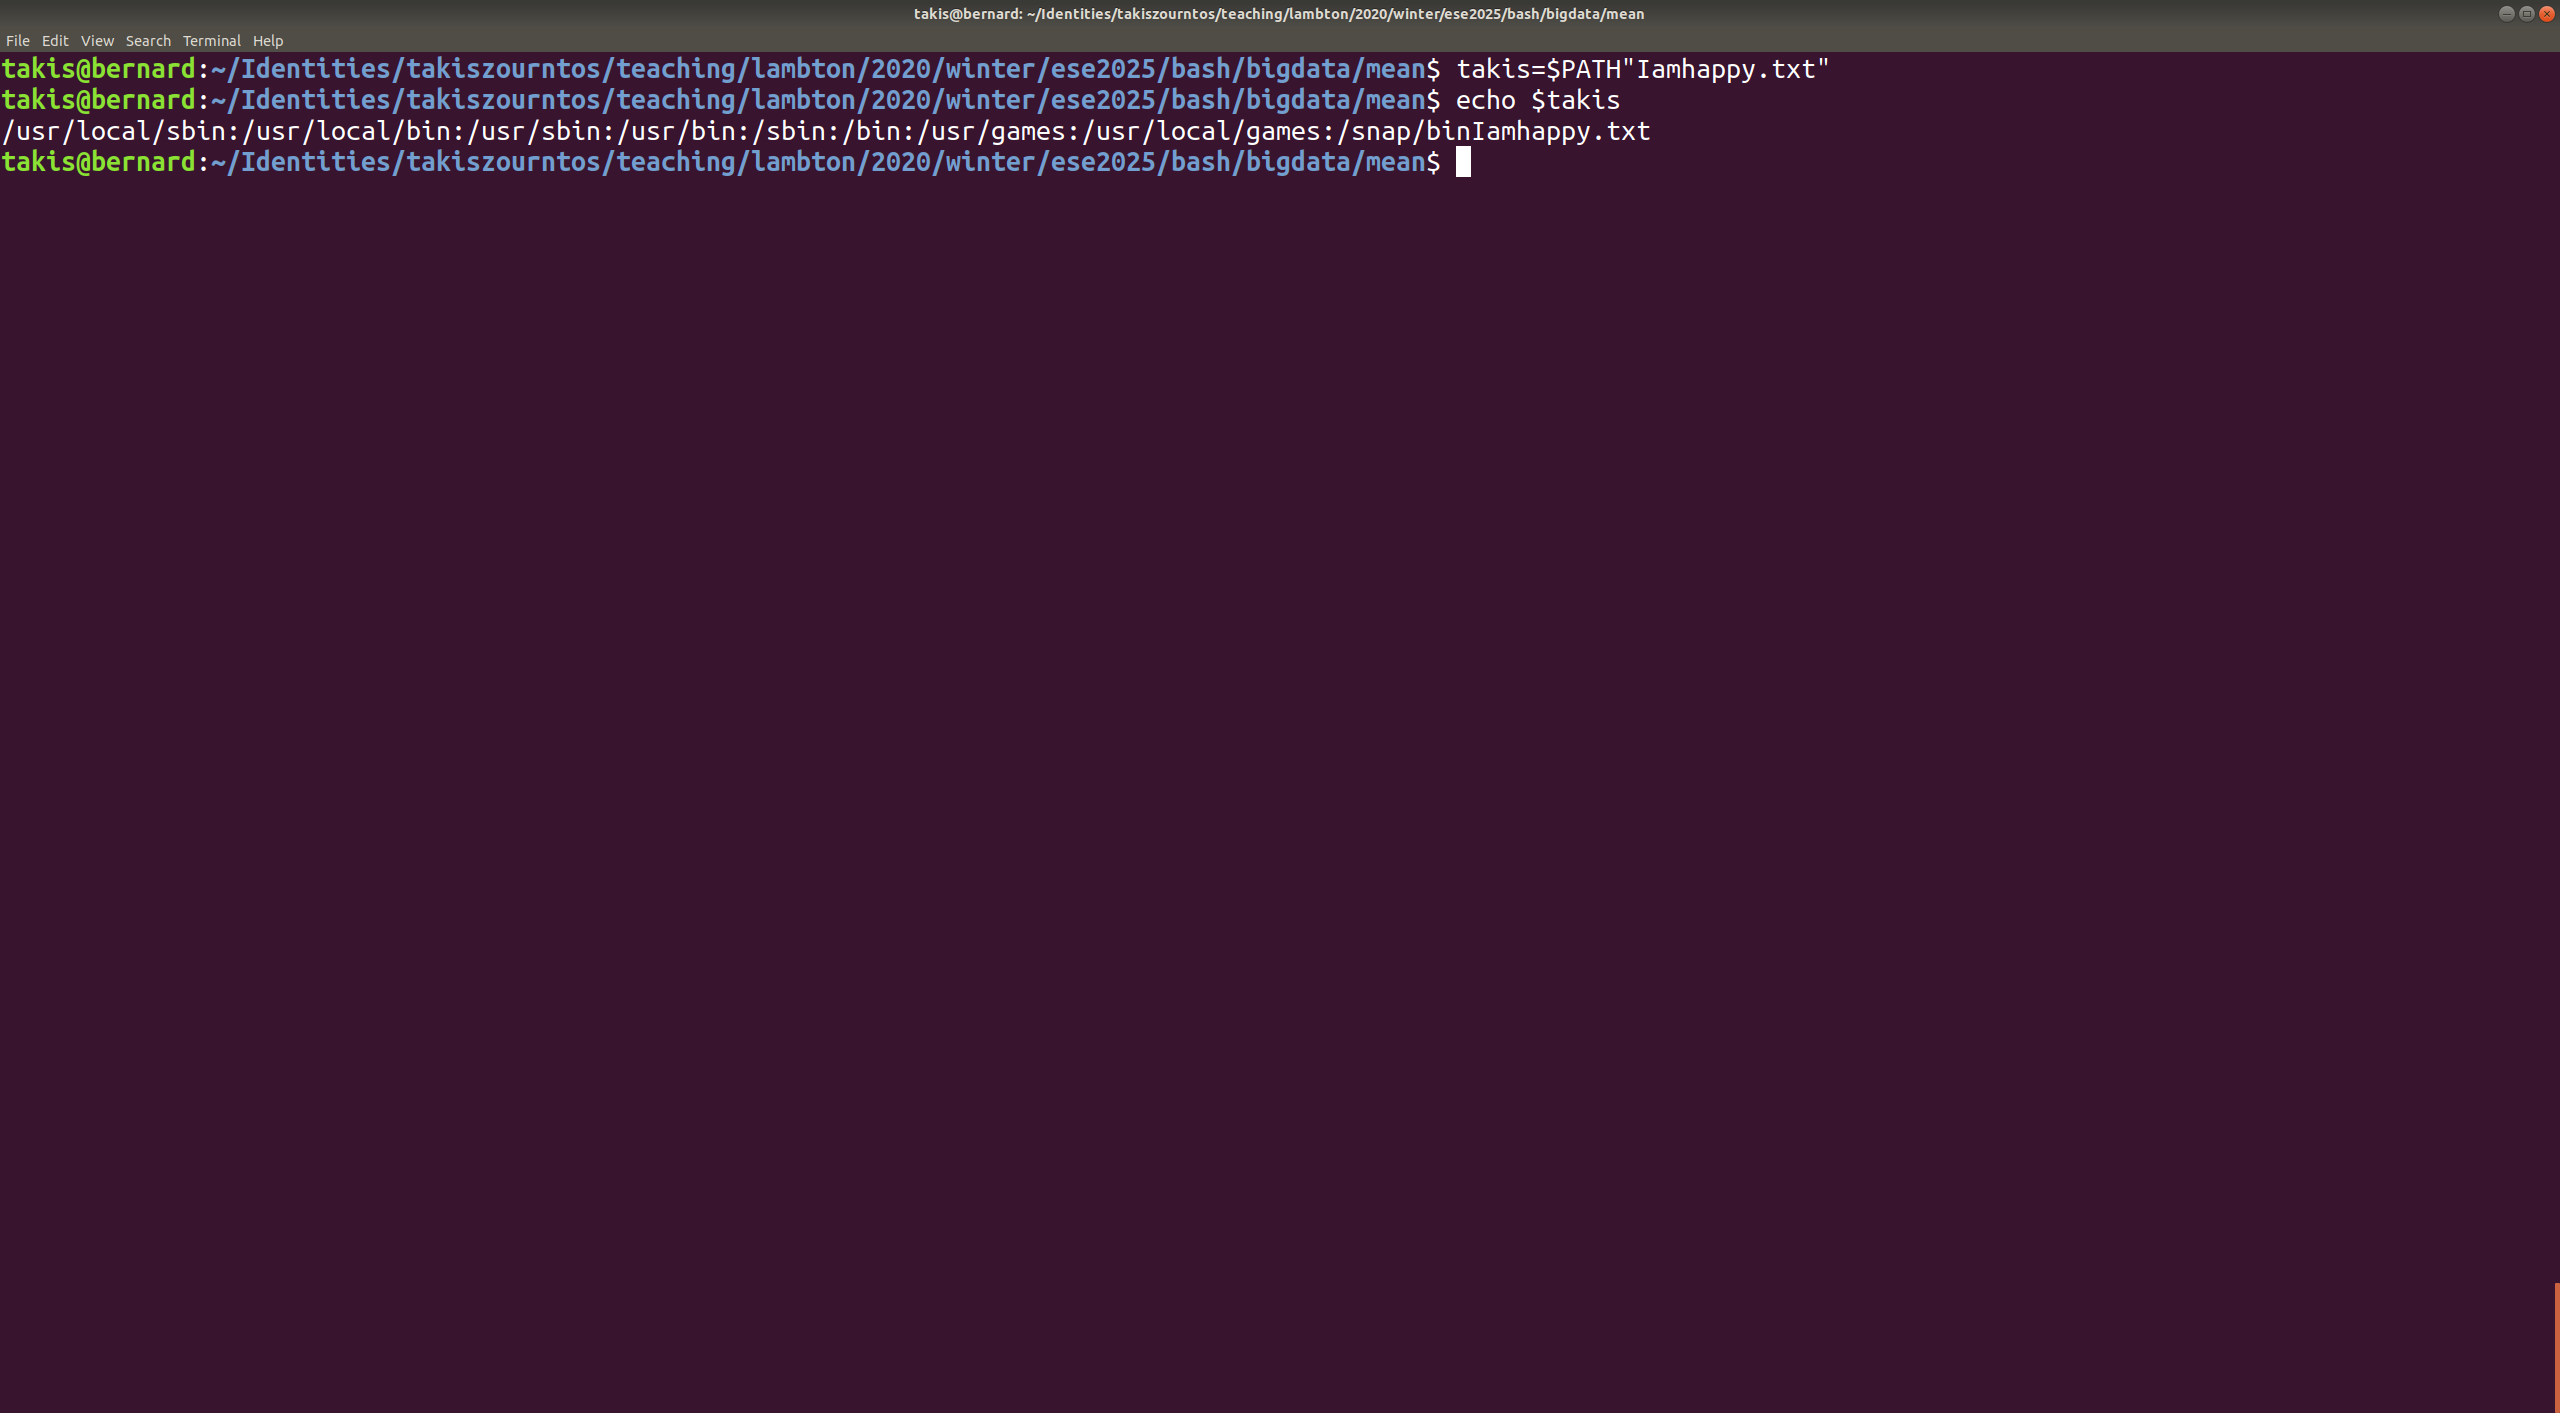 takis@bernard: ~/Identities/takiszourntos/teaching/lambton/2020/winter/ese2025/bash/bigdata/mean
File Edit View Search Terminal Help
takis@bernard:~/Identities/takiszourntos/teaching/lambton/2020/winter/ese2025/bash/bigdata/mean$ takis=$PATH"Iamhappy.txt"
takis@bernard:~/Identities/takiszourntos/teaching/lambton/2020/winter/ese2025/bash/bigdata/mean$ echo $takis
/usr/local/sbin:/usr/local/bin:/usr/sbin:/usr/bin:/sbin:/bin:/usr/games:/usr/local/games:/snap/binIamhappy.txt
takis@bernard:~/Identities/takiszourntos/teaching/lambton/2020/winter/ese2025/bash/bigdata/mean$